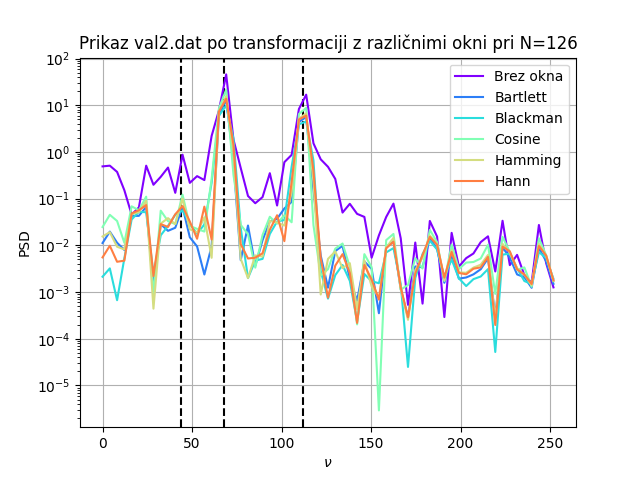 Prikaz val2.dat po transformaciji z različnimi okni pri N=126
10²
10¹
10⁰
10⁻¹
10⁻²
10⁻³
10⁻⁴
10⁻⁵
PSD
Brez okna
Bartlett
Blackman
Cosine
Hamming
Hann
0 50 100 150 200 250
ν